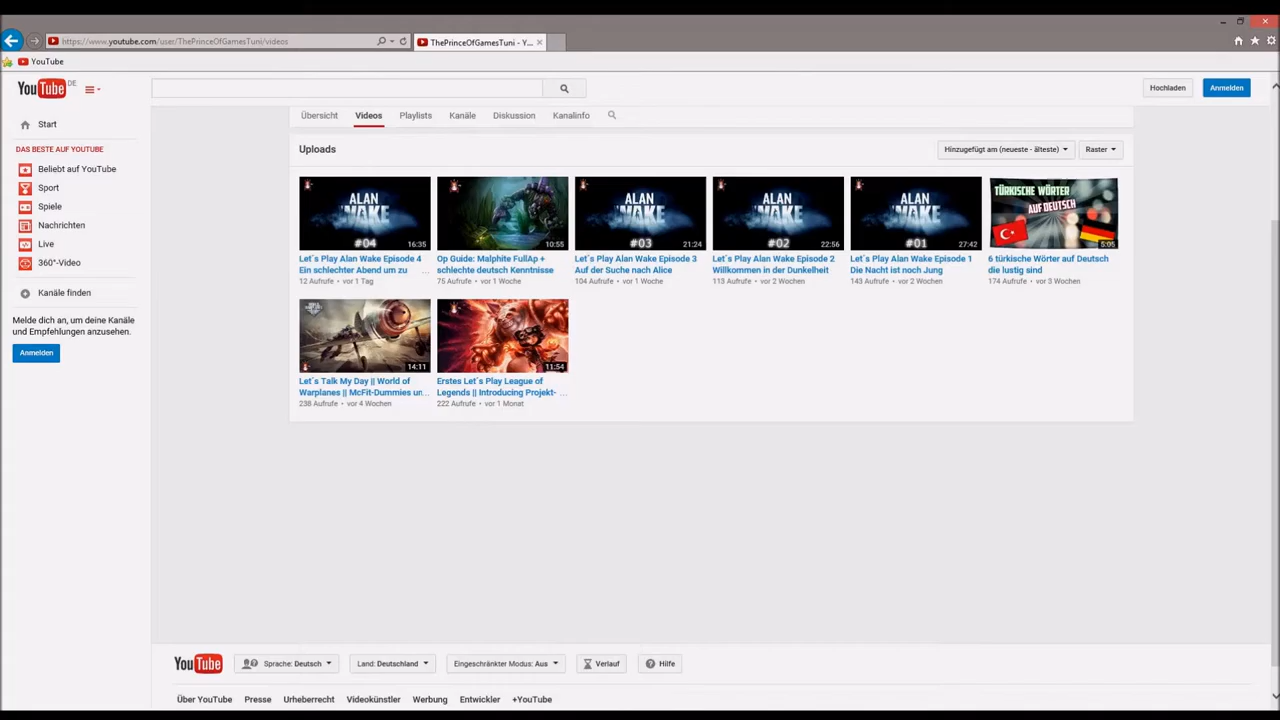 https://www.youtube.com/user/ThePrinceOfGamesTuni/videos
ThePrinceOfGamesTuni - Y...
YouTube
YouTube DE
Hochladen
Anmelden
Start
DAS BESTE AUF YOUTUBE
Beliebt auf YouTube
Sport
Spiele
Nachrichten
Live
360°-Video
Kanäle finden
Melde dich an, um deine Kanäle
und Empfehlungen anzusehen.
Anmelden
Übersicht
Videos
Playlists
Kanäle
Diskussion
Kanalinfo
Uploads
Hinzugefügt am (neueste - älteste)
Raster
ALAN WAKE
#04
16:35
Let´s Play Alan Wake Episode 4
Ein schlechter Abend um zu ...
12 Aufrufe • vor 1 Tag
10:55
Op Guide: Malphite FullAp +
schlechte deutsch Kenntnisse
75 Aufrufe • vor 1 Woche
ALAN WAKE
#03
21:24
Let´s Play Alan Wake Episode 3
Auf der Suche nach Alice
104 Aufrufe • vor 1 Woche
ALAN WAKE
#02
22:56
Let´s Play Alan Wake Episode 2
Willkommen in der Dunkelheit
113 Aufrufe • vor 2 Wochen
ALAN WAKE
#01
27:42
Let´s Play Alan Wake Episode 1
Die Nacht ist noch Jung
143 Aufrufe • vor 2 Wochen
TÜRKISCHE WÖRTER
AUF DEUTSCH
5:05
6 türkische Wörter auf Deutsch
die lustig sind
174 Aufrufe • vor 3 Wochen
14:11
Let´s Talk My Day || World of
Warplanes || McFit-Dummies un...
238 Aufrufe • vor 4 Wochen
11:54
Erstes Let´s Play League of
Legends || Introducing Projekt- ...
222 Aufrufe • vor 1 Monat
YouTube
Sprache: Deutsch
Land: Deutschland
Eingeschränkter Modus: Aus
Verlauf
Hilfe
Über YouTube
Presse
Urheberrecht
Videokünstler
Werbung
Entwickler
+YouTube